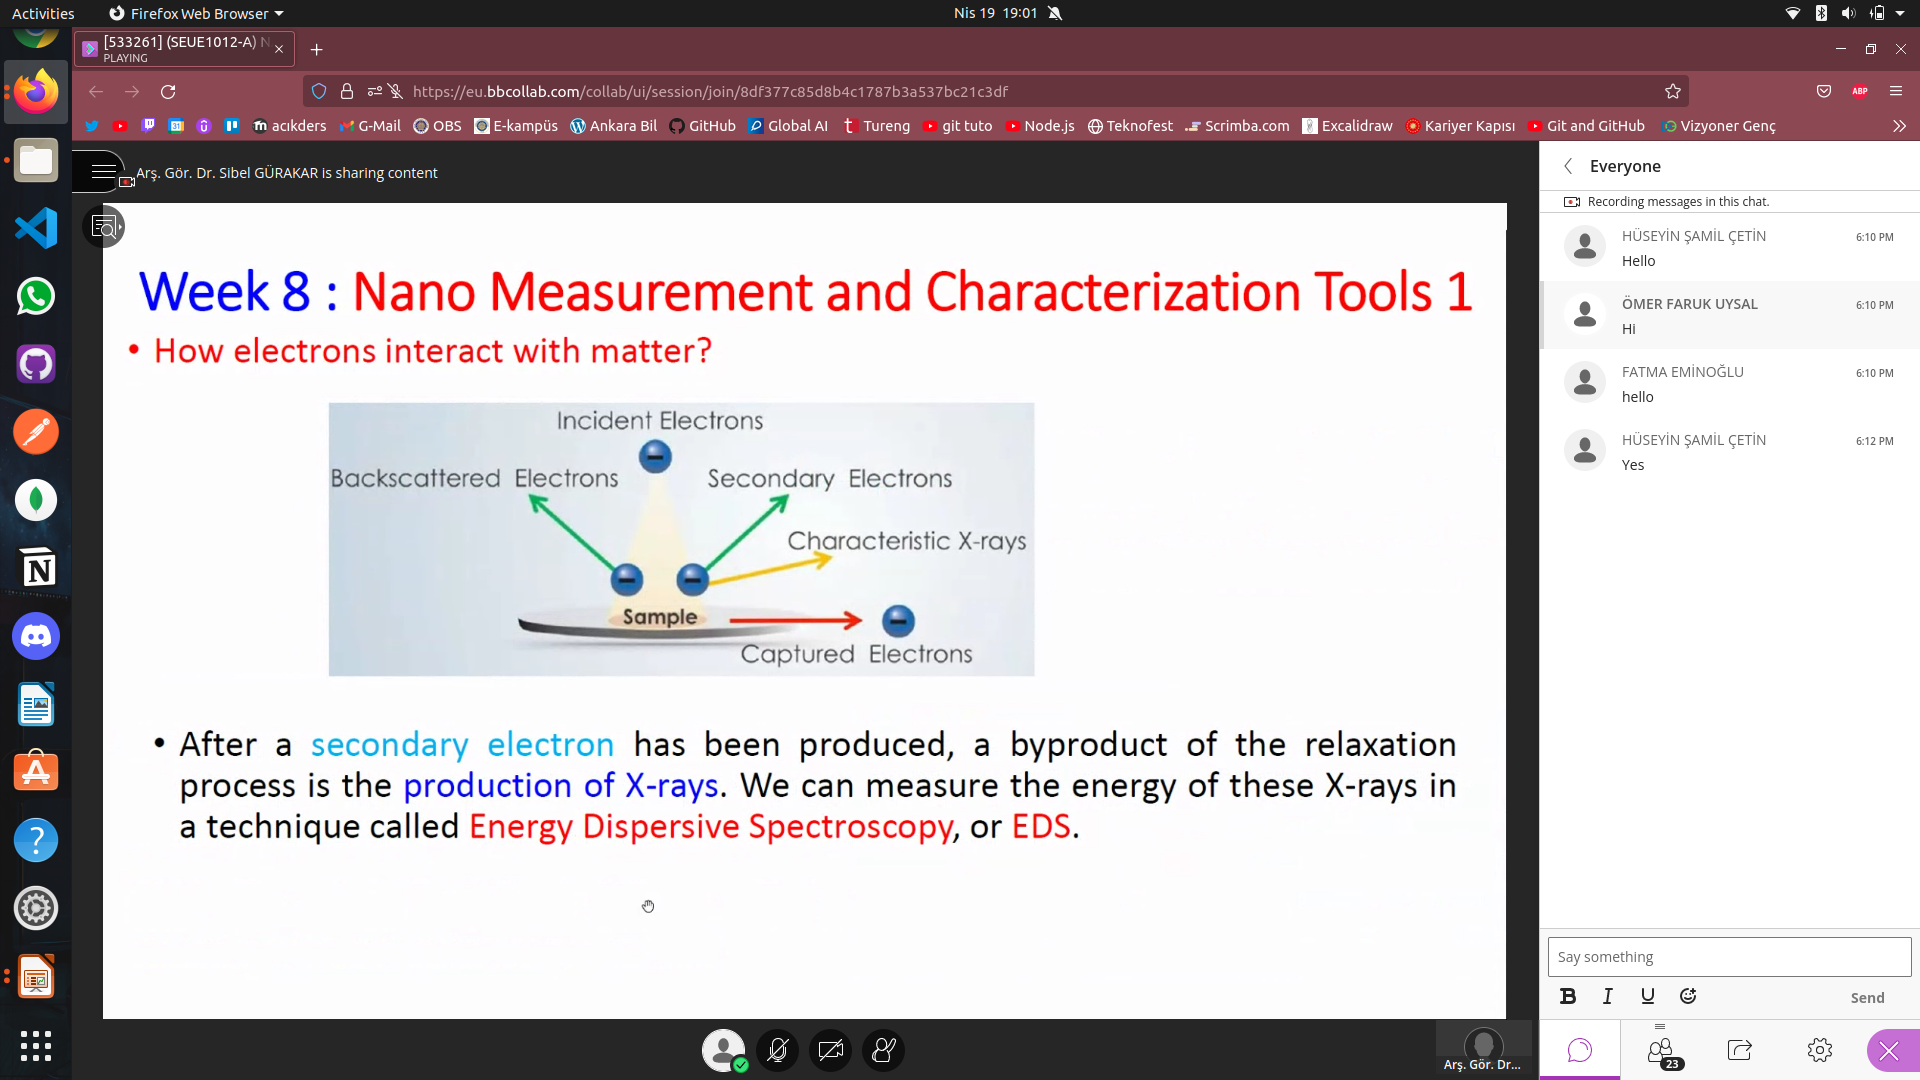 Activities
Firefox Web Browser
Nis 19 19:01
[533261] (SEUE1012-A) N
PLAYING
https://eu.bbcollab.com/collab/ui/session/join/8df377c85d8b4c1787b3a537bc21c3df
ABP
acıkders
G-Mail
OBS
E-kampüs
Ankara Bil
GitHub
Global AI
Tureng
git tuto
Node.js
Teknofest
Scrimba.com
Excalidraw
Kariyer Kapısı
Git and GitHub
Vizyoner Genç
Arş. Gör. Dr. Sibel GÜRAKAR is sharing content
Week 8 : Nano Measurement and Characterization Tools 1
• How electrons interact with matter?
Incident Electrons
Backscattered Electrons
Secondary Electrons
Characteristic X-rays
Sample
Captured Electrons
• After a secondary electron has been produced, a byproduct of the relaxation
process is the production of X-rays. We can measure the energy of these X-rays in
a technique called Energy Dispersive Spectroscopy, or EDS.
Arş. Gör. Dr...
Everyone
Recording messages in this chat.
HÜSEYİN ŞAMİL ÇETİN 6:10 PM
Hello
ÖMER FARUK UYSAL 6:10 PM
Hi
FATMA EMİNOĞLU 6:10 PM
hello
HÜSEYİN ŞAMİL ÇETİN 6:12 PM
Yes
Say something
B I U
Send
23